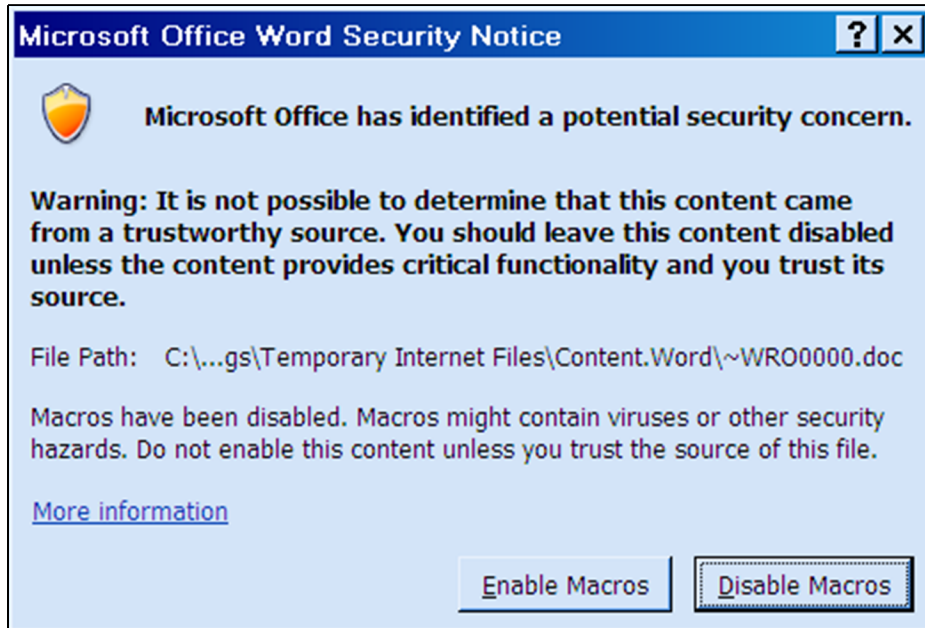 Microsoft Office Word Security Notice
Microsoft Office has identified a potential security concern.
Warning: It is not possible to determine that this content came
from a trustworthy source. You should leave this content disabled
unless the content provides critical functionality and you trust its
source.
File Path: C:\...gs\Temporary Internet Files\Content.Word\~WRO0000.doc
Macros have been disabled. Macros might contain viruses or other security
hazards. Do not enable this content unless you trust the source of this file.
More information
Enable Macros
Disable Macros